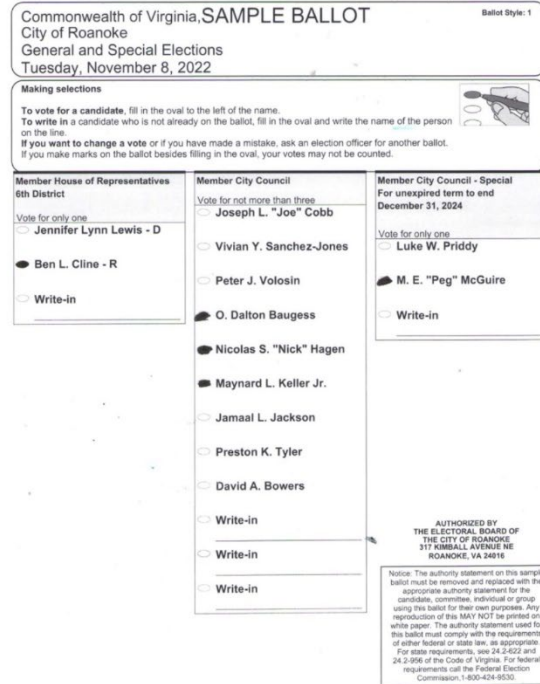 Commonwealth of Virginia, SAMPLE BALLOT
City of Roanoke
General and Special Elections
Tuesday, November 8, 2022
Ballot Style: 1
Making selections
To vote for a candidate, fill in the oval to the left of the name.
To write in a candidate who is not already on the ballot, fill in the oval and write the name of the person
on the line.
If you want to change a vote or if you have made a mistake, ask an election officer for another ballot.
If you make marks on the ballot besides filling in the oval, your votes may not be counted.
Member House of Representatives
6th District
Vote for only one
Jennifer Lynn Lewis - D
Ben L. Cline - R
Write-in
Member City Council
Vote for not more than three
Joseph L. "Joe" Cobb
Vivian Y. Sanchez-Jones
Peter J. Volosin
O. Dalton Baugess
Nicolas S. "Nick" Hagen
Maynard L. Keller Jr.
Jamaal L. Jackson
Preston K. Tyler
David A. Bowers
Write-in
Write-in
Write-in
Member City Council - Special
For unexpired term to end
December 31, 2024
Vote for only one
Luke W. Priddy
M. E. "Peg" McGuire
Write-in
AUTHORIZED BY
THE ELECTORAL BOARD OF
THE CITY OF ROANOKE
317 KIMBALL AVENUE NE
ROANOKE, VA 24016
Notice: The authority statement on this sample
ballot must be removed and replaced with the
appropriate authority statement for the
candidate, committee, individual or group
using this ballot for their own purposes. Any
reproduction of this MAY NOT be printed on
white paper. The authority statement used for
this ballot must comply with the requirements
of either federal or state law, as appropriate.
For state requirements, see 24.2-622 and
24.2-956 of the Code of Virginia. For federal
requirements call the Federal Election
Commission,1-800-424-9530.